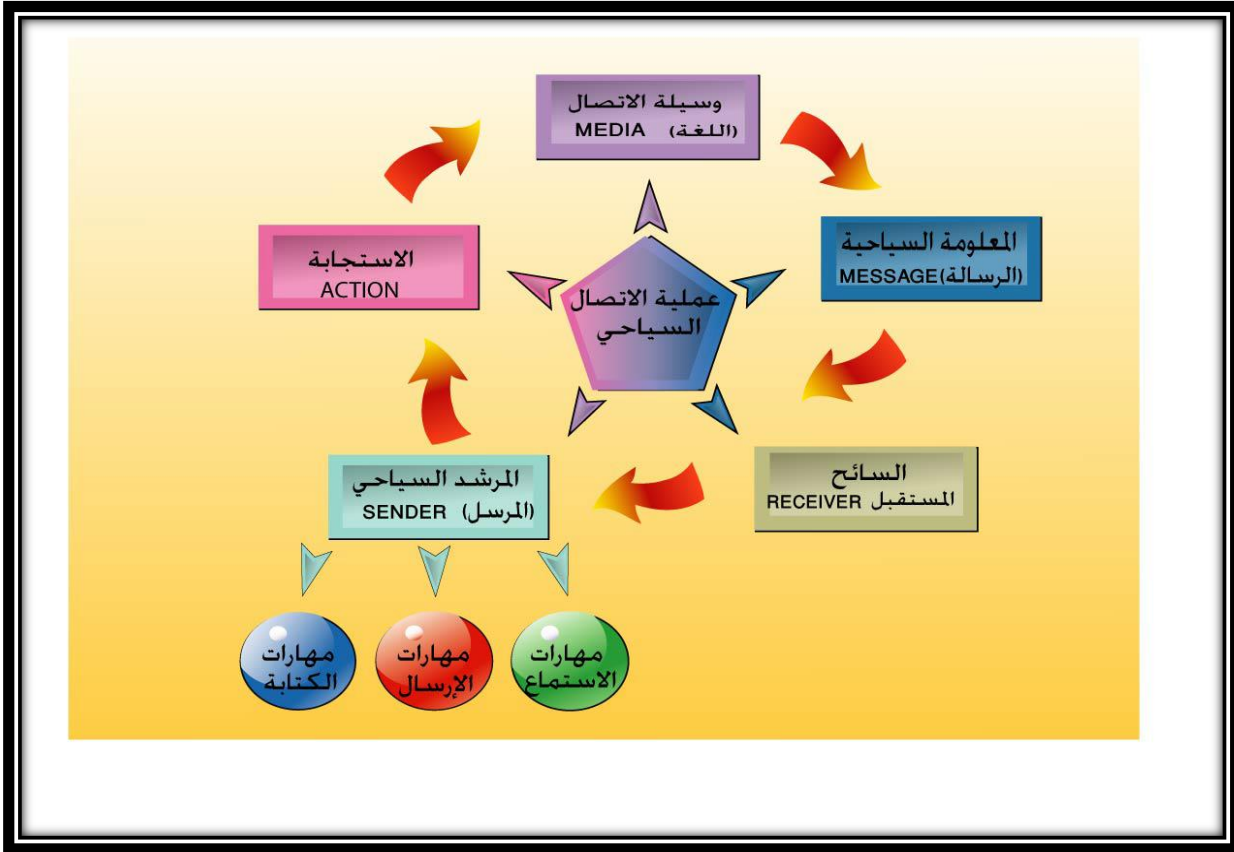 وسيلة الاتصال
(اللغة) MEDIA
المعلومة السياحية
(الرسالة) MESSAGE
الاستجابة
ACTION
عملية الاتصال
السياحي
السائح
المستقبل RECEIVER
المرشد السياحي
(المرسل) SENDER
مهارات
الاستماع
مهارات
الإرسال
مهارات
الكتابة